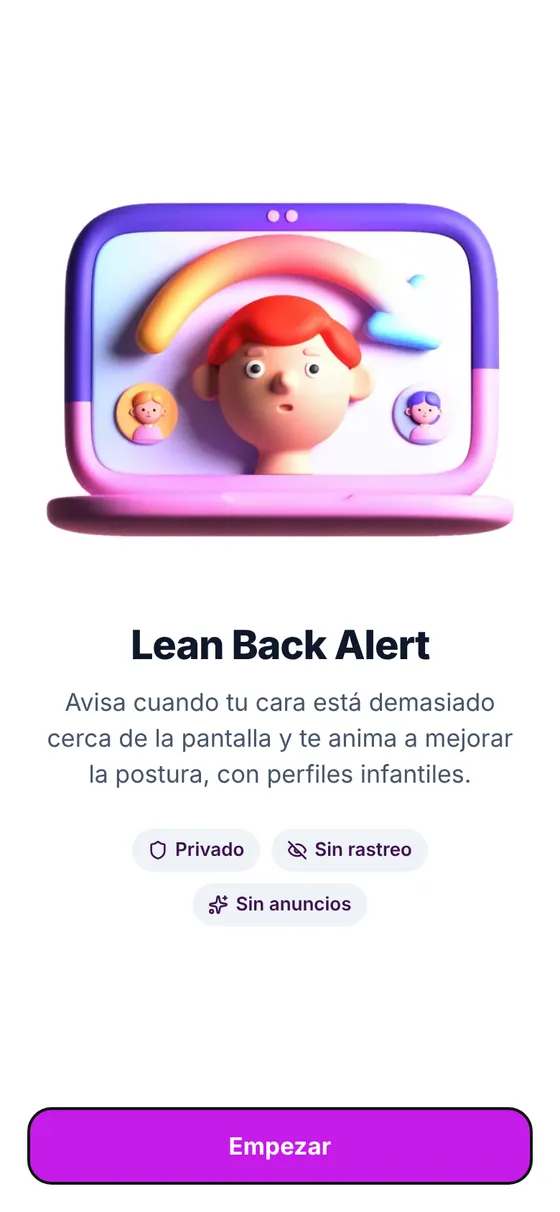 Lean Back Alert
Avisa cuando tu cara está demasiado
cerca de la pantalla y te anima a mejorar
la postura, con perfiles infantiles.
Privado
Sin rastreo
Sin anuncios
Empezar